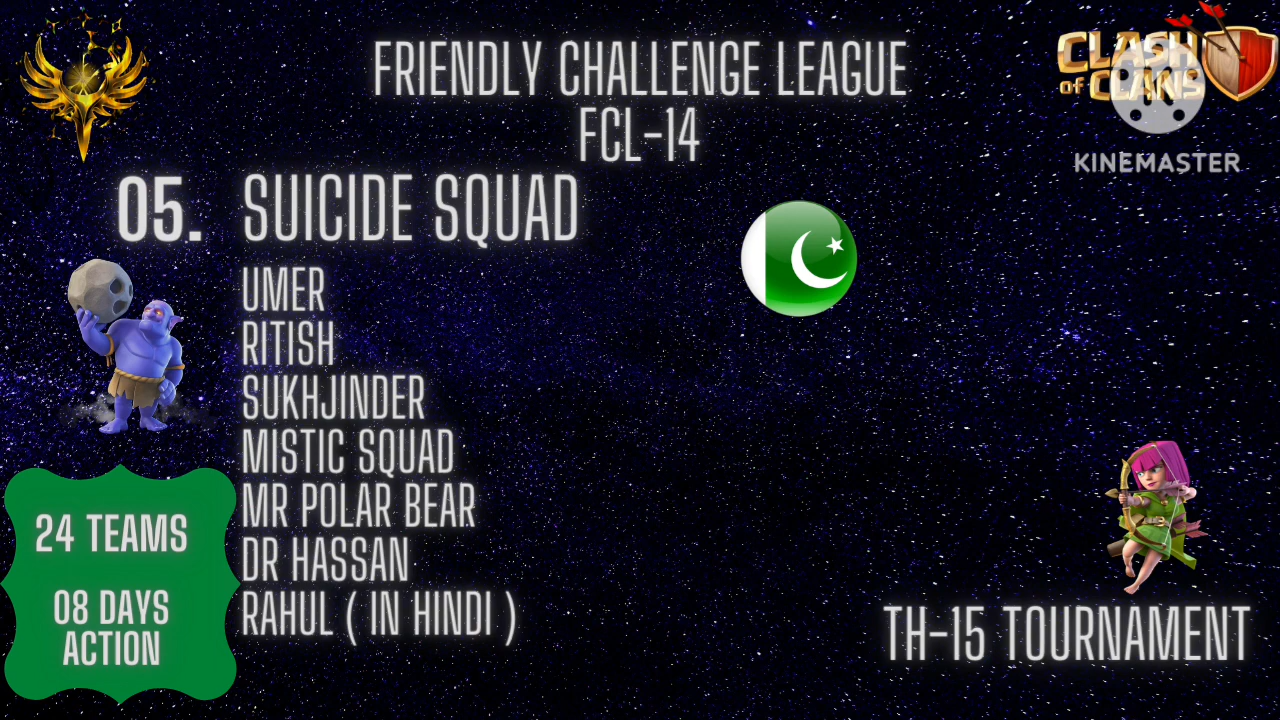 FRIENDLY CHALLENGE LEAGUE
FCL-14
CLASH
of CLANS
KINEMASTER
05. SUICIDE SQUAD
UMER
RITISH
SUKHJINDER
MISTIC SQUAD
MR POLAR BEAR
DR HASSAN
RAHUL ( IN HINDI )
24 TEAMS
08 DAYS
ACTION
TH-15 TOURNAMENT